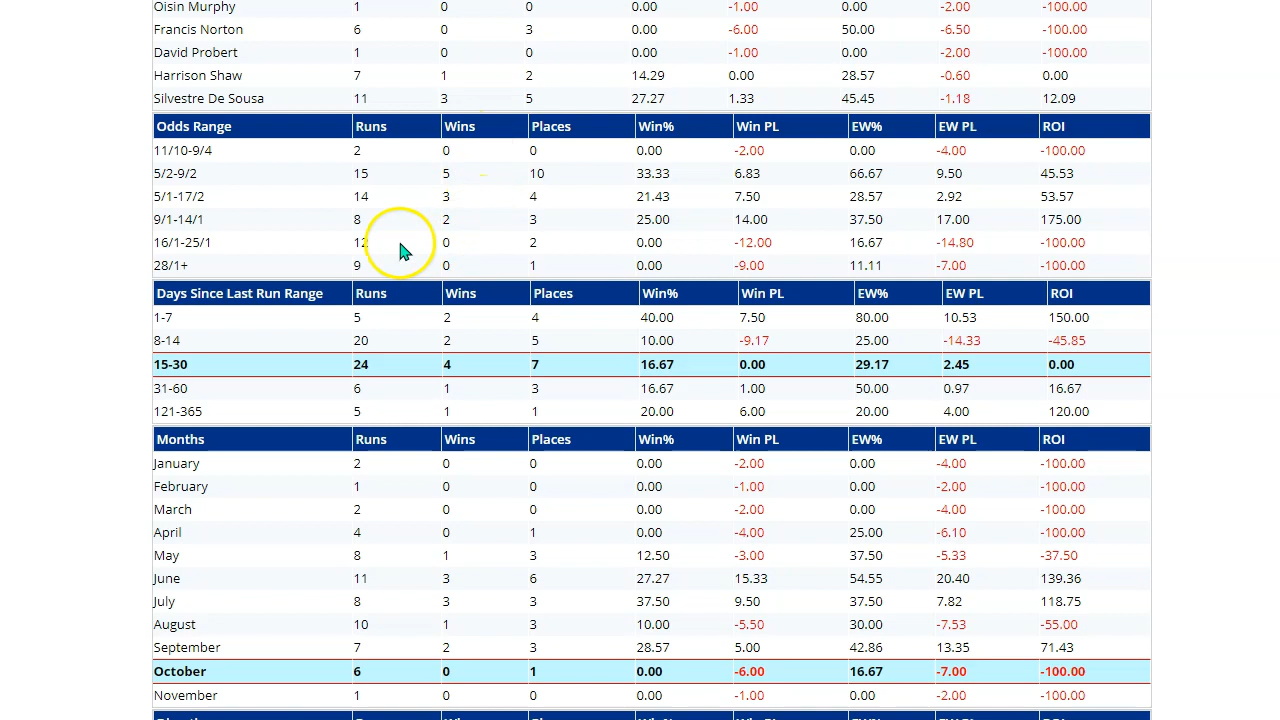 Oisin Murphy 1 0 0 0.00 -1.00 0.00 -2.00 -100.00
Francis Norton 6 0 3 0.00 -6.00 50.00 -6.50 -100.00
David Probert 1 0 0 0.00 -1.00 0.00 -2.00 -100.00
Harrison Shaw 7 1 2 14.29 0.00 28.57 -0.60 0.00
Silvestre De Sousa 11 3 5 27.27 1.33 45.45 -1.18 12.09
Odds Range Runs Wins Places Win% Win PL EW% EW PL ROI
11/10-9/4 2 0 0 0.00 -2.00 0.00 -4.00 -100.00
5/2-9/2 15 5 10 33.33 6.83 66.67 9.50 45.53
5/1-17/2 14 3 4 21.43 7.50 28.57 2.92 53.57
9/1-14/1 8 2 3 25.00 14.00 37.50 17.00 175.00
16/1-25/1 12 0 2 0.00 -12.00 16.67 -14.80 -100.00
28/1+ 9 0 1 0.00 -9.00 11.11 -7.00 -100.00
Days Since Last Run Range Runs Wins Places Win% Win PL EW% EW PL ROI
1-7 5 2 4 40.00 7.50 80.00 10.53 150.00
8-14 20 2 5 10.00 -9.17 25.00 -14.33 -45.85
15-30 24 4 7 16.67 0.00 29.17 2.45 0.00
31-60 6 1 3 16.67 1.00 50.00 0.97 16.67
121-365 5 1 1 20.00 6.00 20.00 4.00 120.00
Months Runs Wins Places Win% Win PL EW% EW PL ROI
January 2 0 0 0.00 -2.00 0.00 -4.00 -100.00
February 1 0 0 0.00 -1.00 0.00 -2.00 -100.00
March 2 0 0 0.00 -2.00 0.00 -4.00 -100.00
April 4 0 1 0.00 -4.00 25.00 -6.10 -100.00
May 8 1 3 12.50 -3.00 37.50 -5.33 -37.50
June 11 3 6 27.27 15.33 54.55 20.40 139.36
July 8 3 3 37.50 9.50 37.50 7.82 118.75
August 10 1 3 10.00 -5.50 30.00 -7.53 -55.00
September 7 2 3 28.57 5.00 42.86 13.35 71.43
October 6 0 1 0.00 -6.00 16.67 -7.00 -100.00
November 1 0 0 0.00 -1.00 0.00 -2.00 -100.00